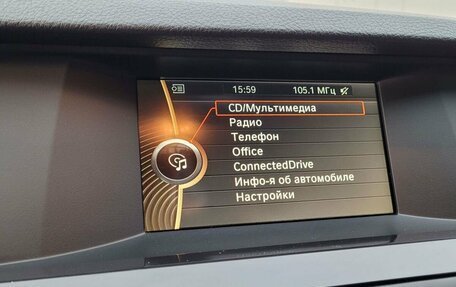 15:59 105.1 МГц
CD/Мультимедиа
Радио
Телефон
Office
ConnectedDrive
Инфо-я об автомобиле
Настройки